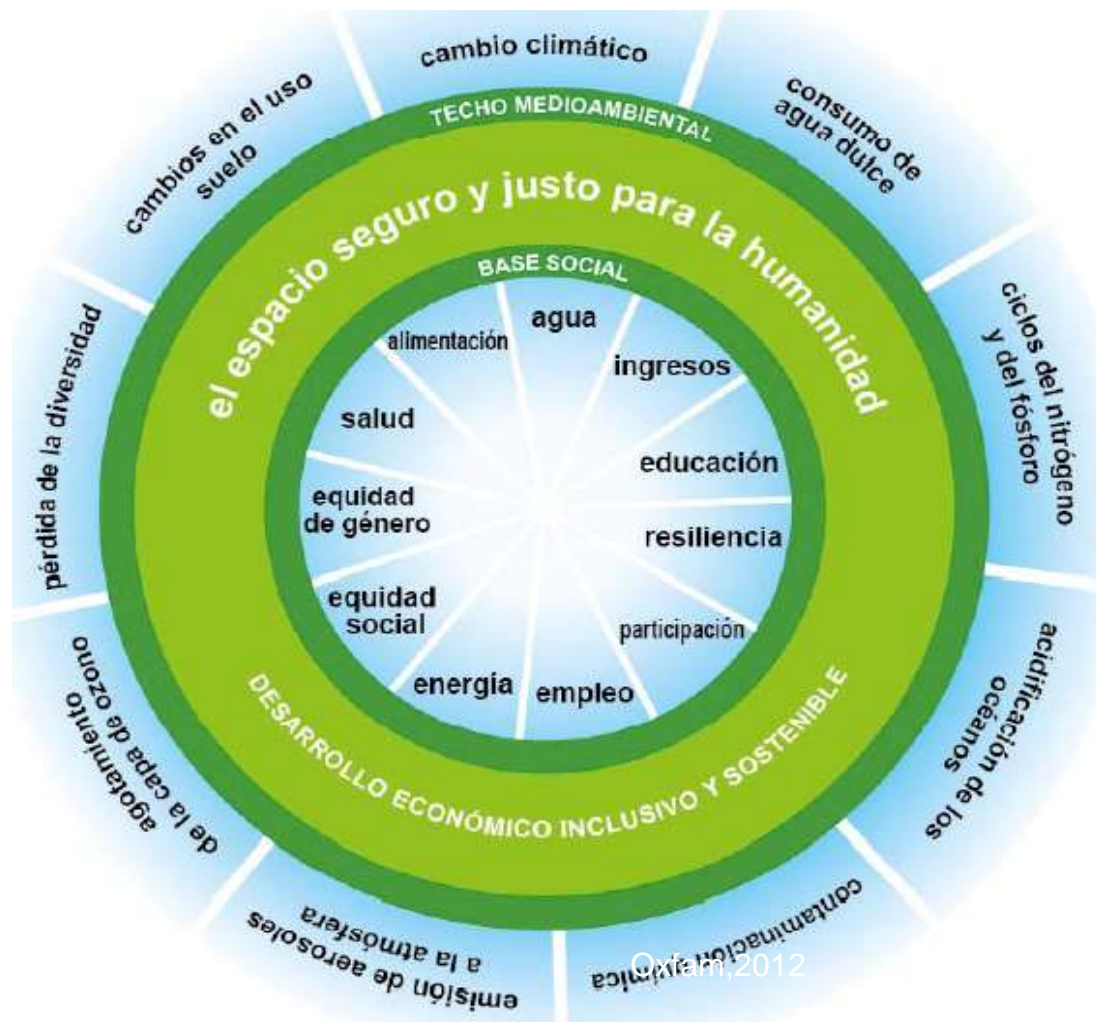 cambio climático
consumo de
agua dulce
ciclos del nitrógeno
y del fósforo
acidificación de los
océanos
contaminación química
emisión de aerosoles
a la atmósfera
agotamiento
de la capa de ozono
pérdida de la diversidad
cambios en el uso
suelo
TECHO MEDIOAMBIENTAL
el espacio seguro y justo para la humanidad
BASE SOCIAL
agua
ingresos
educación
resiliencia
participación
empleo
energía
equidad
social
equidad
de género
salud
alimentación
DESARROLLO ECONÓMICO INCLUSIVO Y SOSTENIBLE
Oxfam,2012